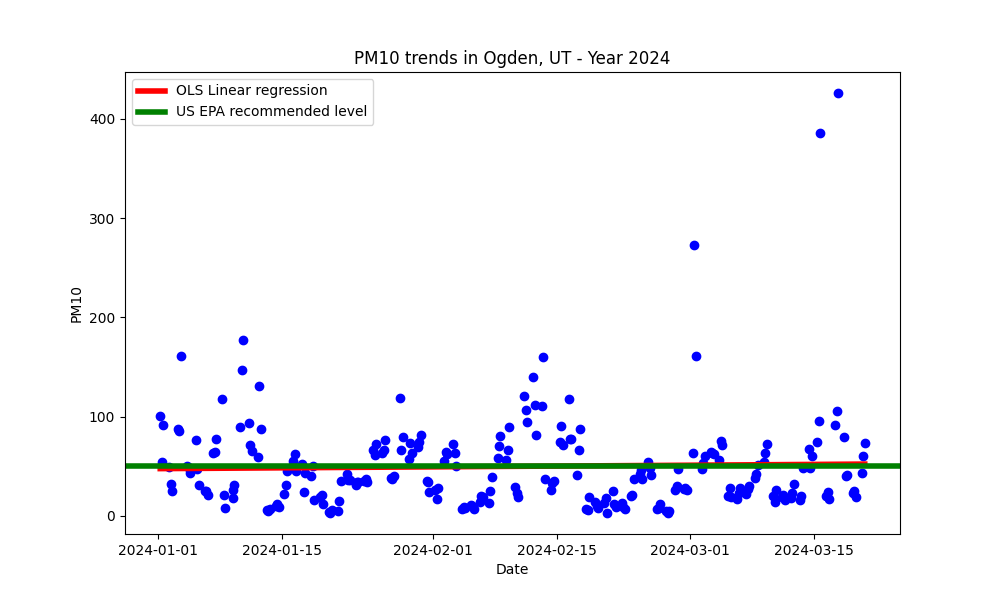 PM10 trends in Ogden, UT - Year 2024
OLS Linear regression
US EPA recommended level
400
300
200
100
0
PM10
2024-01-01
2024-01-15
2024-02-01
2024-02-15
2024-03-01
2024-03-15
Date